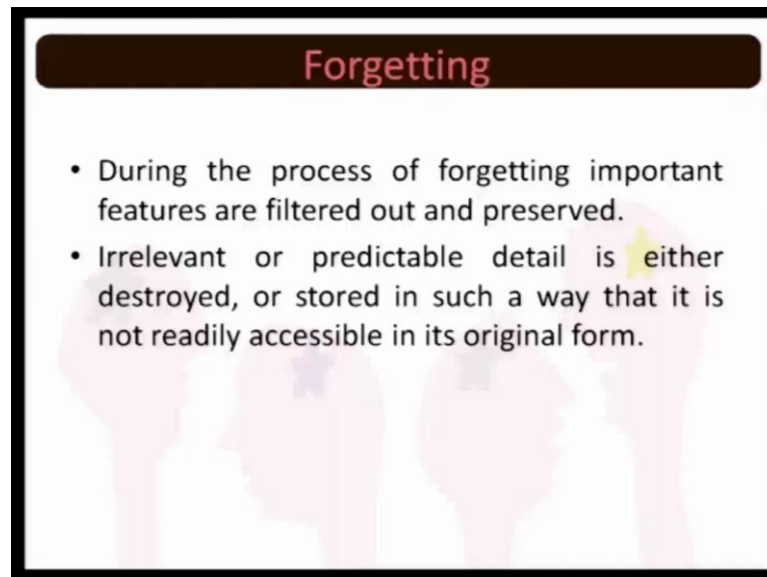 Forgetting
• During the process of forgetting important
features are filtered out and preserved.
• Irrelevant or predictable detail is either
destroyed, or stored in such a way that it is
not readily accessible in its original form.